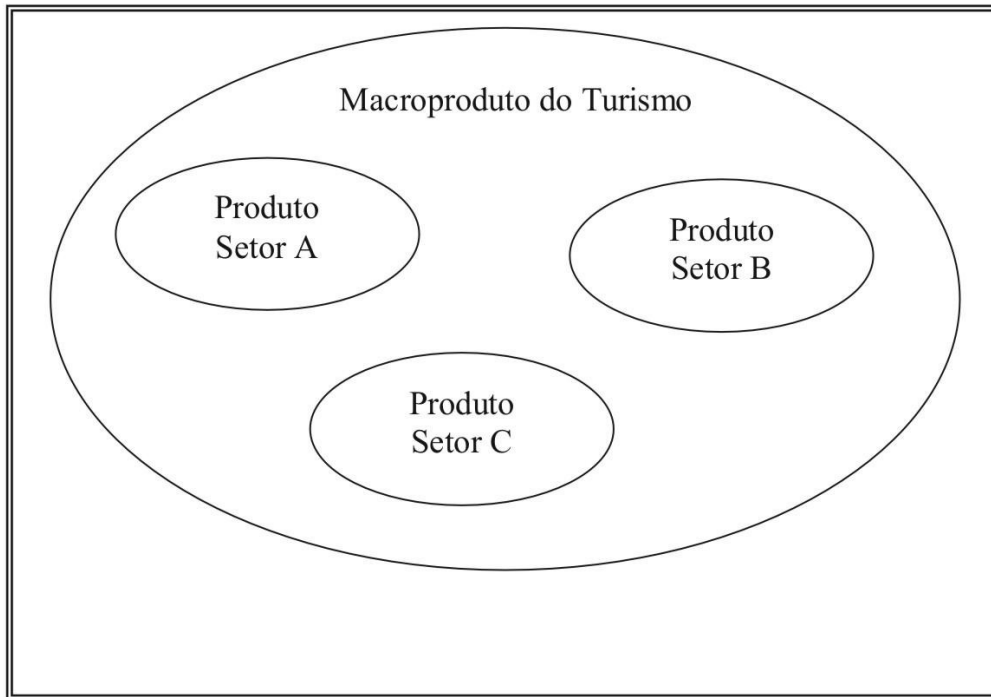 Macroproduto do Turismo
Produto
Setor A
Produto
Setor B
Produto
Setor C